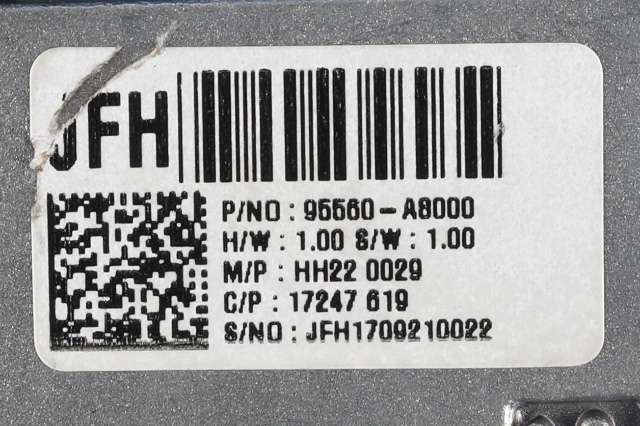 JFH
P/NO : 95560-A8000
H/W : 1.00 S/W : 1.00
M/P : HH22 0029
C/P : 17247 619
S/NO : JFH1709210022